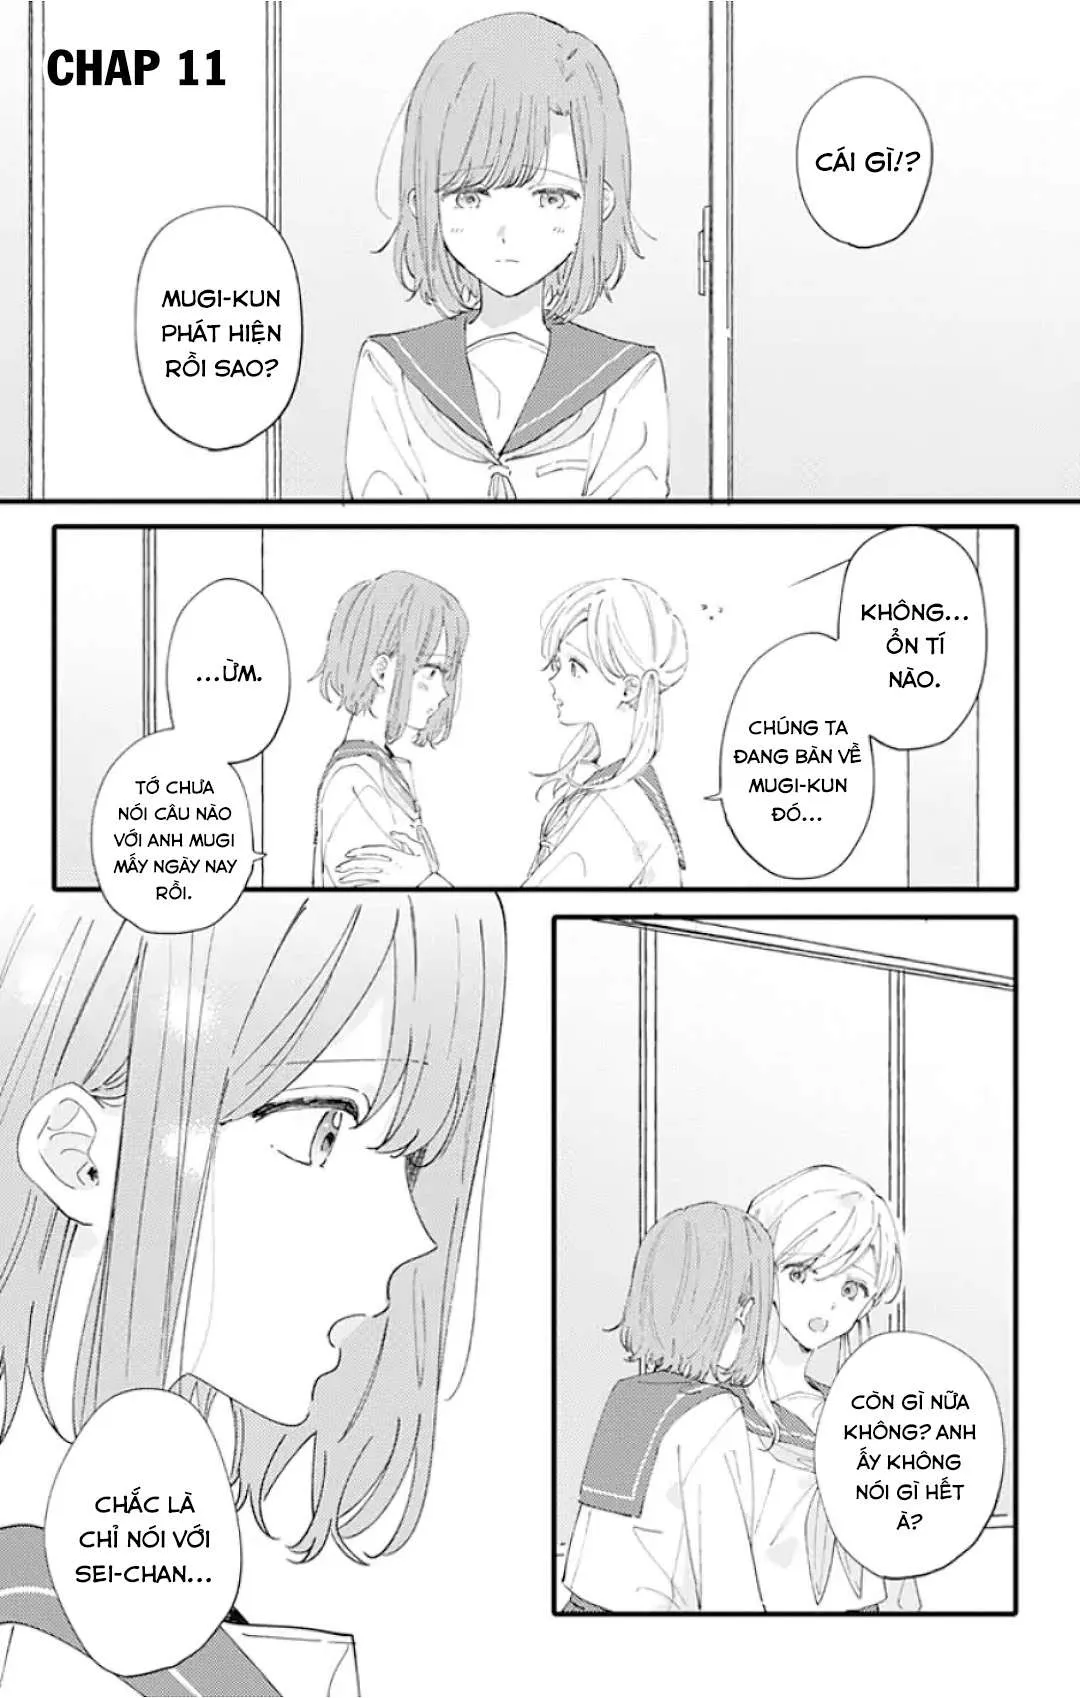 CHAP 11
CÁI GÌ!?
MUGI-KUN
PHÁT HIỆN
RỒI SAO?
KHÔNG...
ỔN TÍ
NÀO.
CHÚNG TA
ĐANG BÀN VỀ
MUGI-KUN
ĐÓ...
...ỪM.
TỚ CHƯA
NÓI CÂU NÀO
VỚI ANH MUGI
MẤY NGÀY NAY
RỒI.
CÒN GÌ NỮA
KHÔNG? ANH
ẤY KHÔNG
NÓI GÌ HẾT
À?
CHẮC LÀ
CHỈ NÓI VỚI
SEI-CHAN...